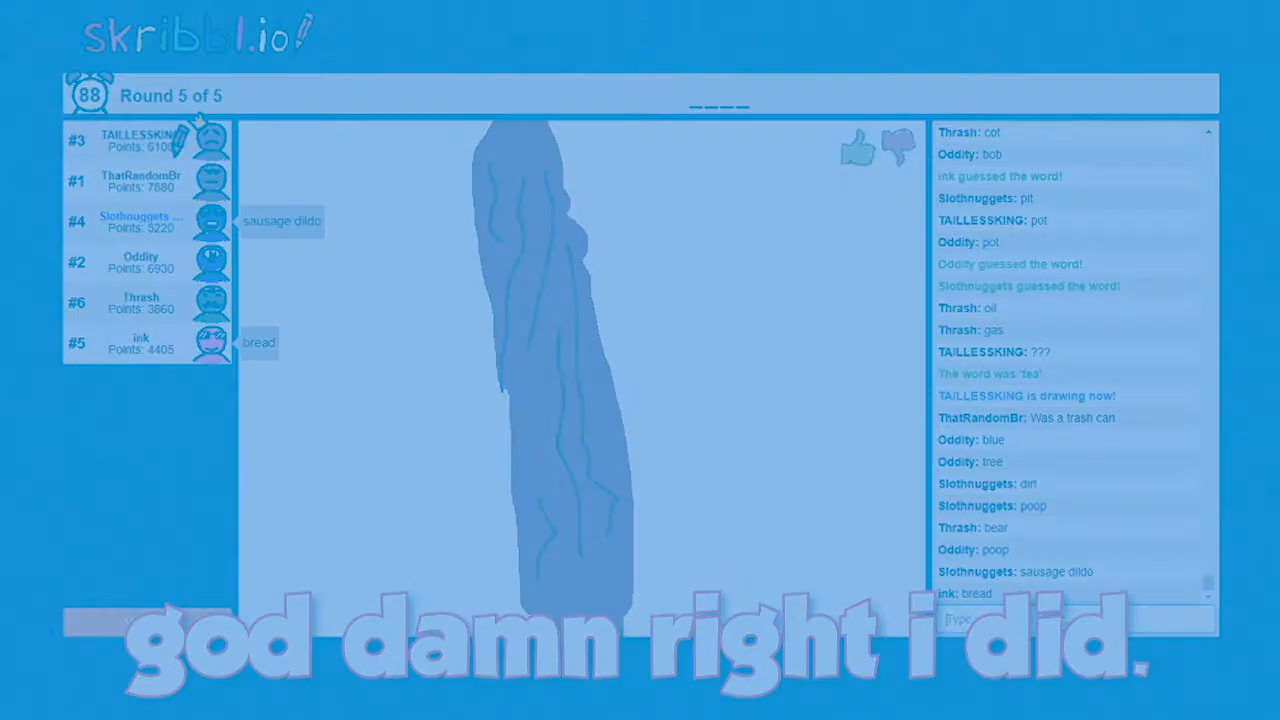 skribbl.io
88
Round 5 of 5
_ _ _ _
#3 TAILLESSKING
Points: 6100
#1 ThatRandomBr
Points: 7880
#4 Slothnuggets ...
Points: 5220
#2 Oddity
Points: 6930
#6 Thrash
Points: 3860
#5 ink
Points: 4405
sausage dildo
bread
Thrash: cot
Oddity: bob
ink guessed the word!
Slothnuggets: pit
TAILLESSKING: pot
Oddity: pot
Oddity guessed the word!
Slothnuggets guessed the word!
Thrash: oil
Thrash: gas
TAILLESSKING: ???
The word was 'tea'
TAILLESSKING is drawing now!
ThatRandomBr: Was a trash can
Oddity: blue
Oddity: tree
Slothnuggets: dirt
Slothnuggets: poop
Thrash: bear
Oddity: poop
Slothnuggets: sausage dildo
ink: bread
Type
god damn right i did.